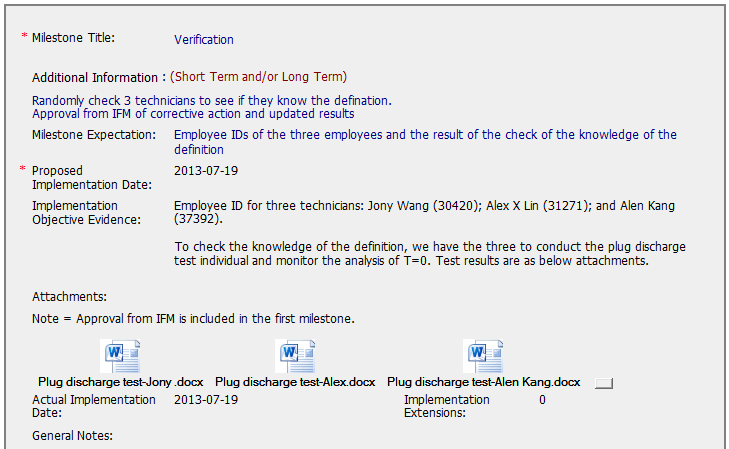 * Milestone Title: Verification
Additional Information : (Short Term and/or Long Term)
Randomly check 3 technicians to see if they know the defination.
Approval from IFM of corrective action and updated results
Milestone Expectation: Employee IDs of the three employees and the result of the check of the knowledge of the
definition
* Proposed 2013-07-19
Implementation Date:
Implementation Employee ID for three technicians: Jony Wang (30420); Alex X Lin (31271); and Alen Kang
Objective Evidence: (37392).
To check the knowledge of the definition, we have the three to conduct the plug discharge
test individual and monitor the analysis of T=0. Test results are as below attachments.
Attachments:
Note = Approval from IFM is included in the first milestone.
Plug discharge test-Jony .docx Plug discharge test-Alex.docx Plug discharge test-Alen Kang.docx
Actual Implementation 2013-07-19 Implementation 0
Date: Extensions:
General Notes: